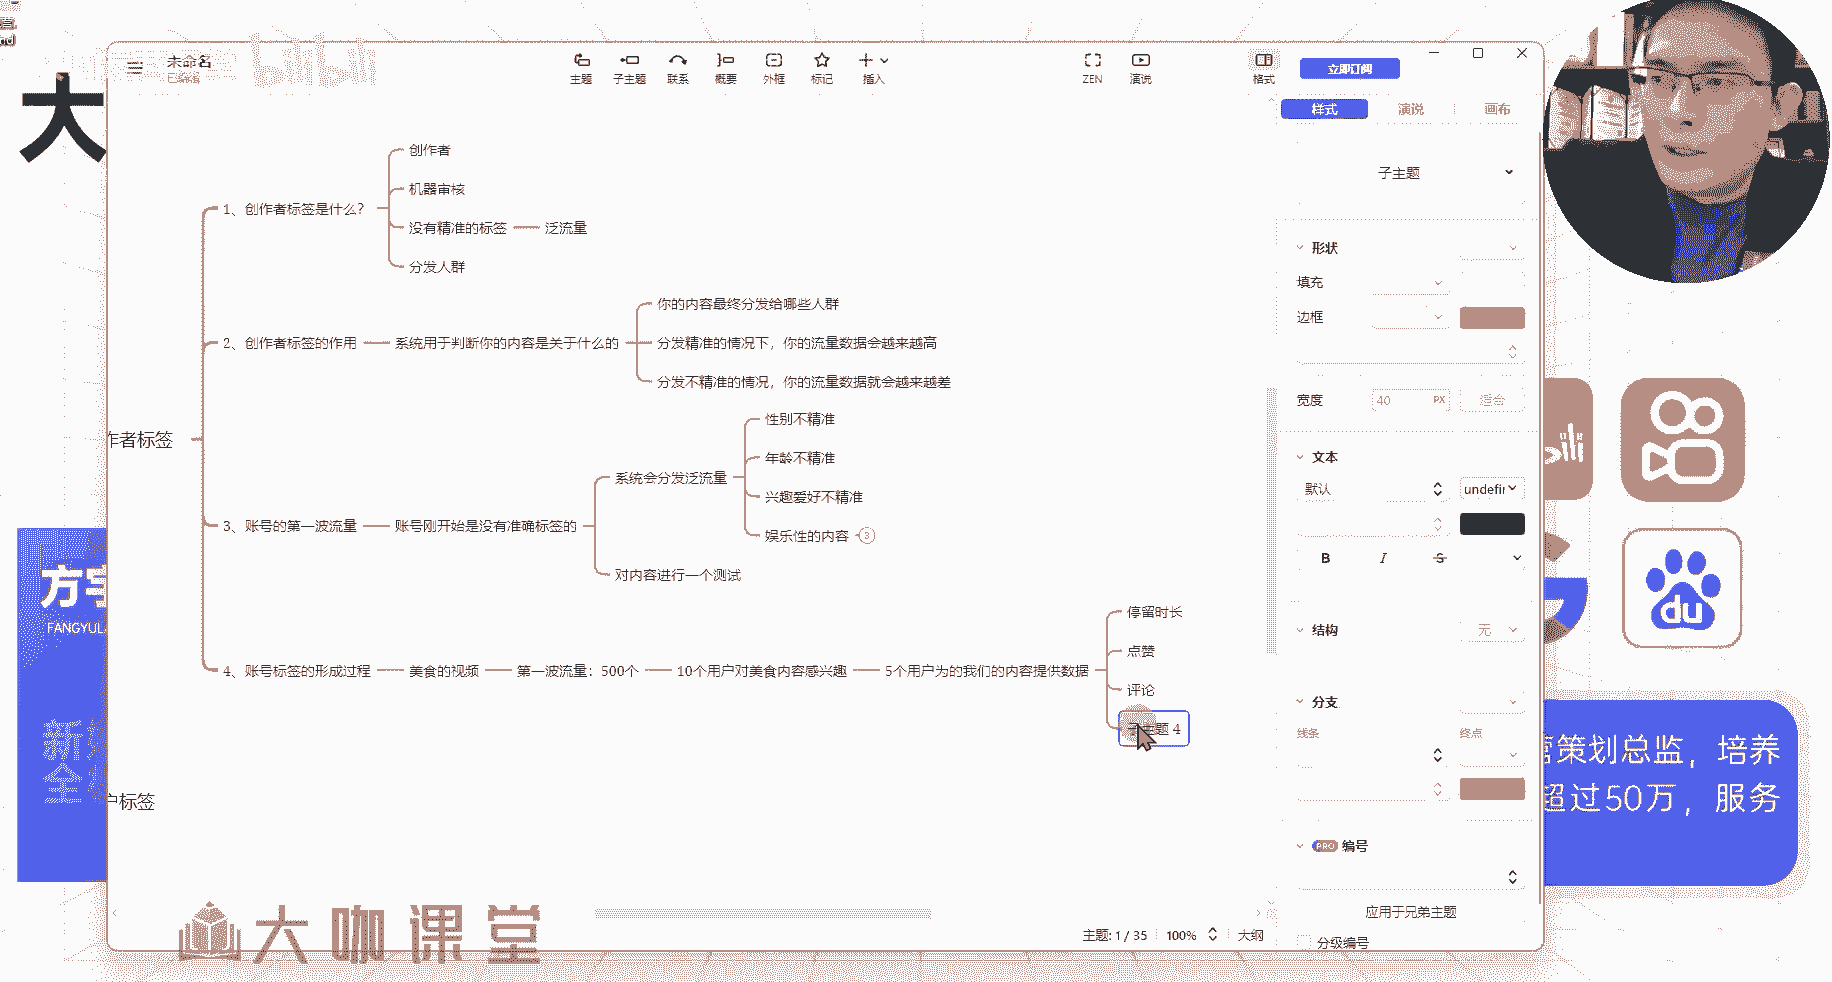 大
bilibili
未命名
已编辑
主题
子主题
联系
概要
外框
标记
插入
ZEN
演说
格式
立即订阅
样式
演说
画布
创作者
机器审核
没有精准的标签
泛流量
分发人群
1、创作者标签是什么?
2、创作者标签的作用
系统用于判断你的内容是关于什么的
你的内容最终分发给哪些人群
分发精准的情况下，你的流量数据会越来越高
分发不精准的情况，你的流量数据就会越来越差
作者标签
3、账号的第一波流量
账号刚开始是没有准确标签的
系统会分发泛流量
性别不精准
年龄不精准
兴趣爱好不精准
娱乐性的内容
3
对内容进行一个测试
4、账号标签的形成过程
美食的视频
第一波流量：500个
10个用户对美食内容感兴趣
5个用户为的我们的内容提供数据
停留时长
点赞
评论
子主题 4
户标签
子主题
形状
填充
边框
宽度
40
PX
适合
文本
默认
undefin
B
I
S
结构
无
分支
线条
终点
PRO
编号
应用于兄弟主题
分级编号
主题: 1 / 35
100%
大纲
方
FANGYU
新
全
du
营策划总监，培养
超过50万，服务
大咖课堂